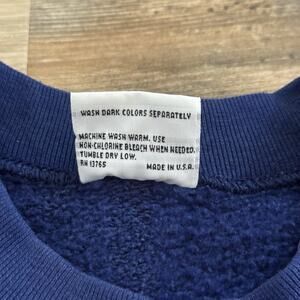 WASH DARK COLORS SEPARATELY
MACHINE WASH WARM. USE
NON-CHLORINE BLEACH WHEN NEEDED.
TUMBLE DRY LOW.
RN 13765 MADE IN U.S.A.